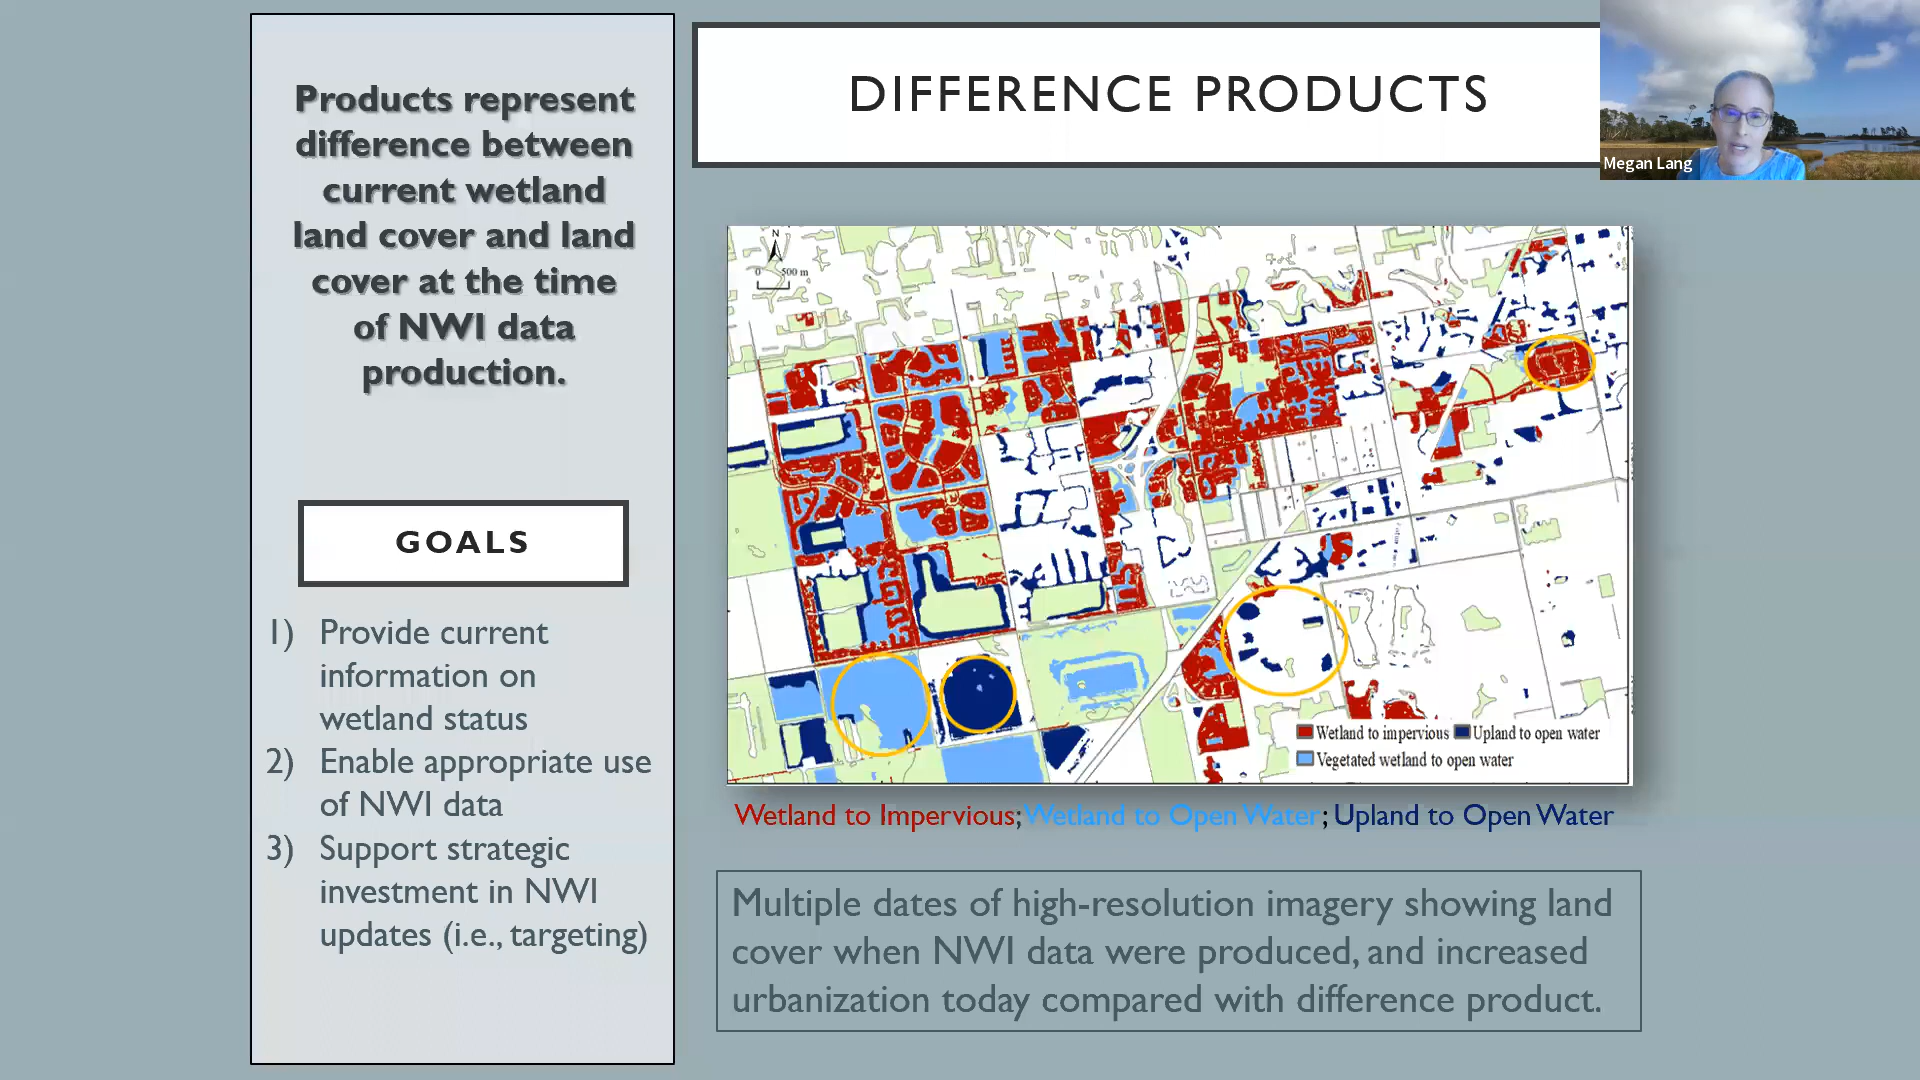 Products represent
difference between
current wetland
land cover and land
cover at the time
of NWI data
production.
GOALS
1) Provide current
information on
wetland status
2) Enable appropriate use
of NWI data
3) Support strategic
investment in NWI
updates (i.e., targeting)
DIFFERENCE PRODUCTS
Megan Lang
N
0 500 m
Wetland to impervious Upland to open water
Vegetated wetland to open water
Wetland to Impervious; Wetland to Open Water; Upland to Open Water
Multiple dates of high-resolution imagery showing land
cover when NWI data were produced, and increased
urbanization today compared with difference product.